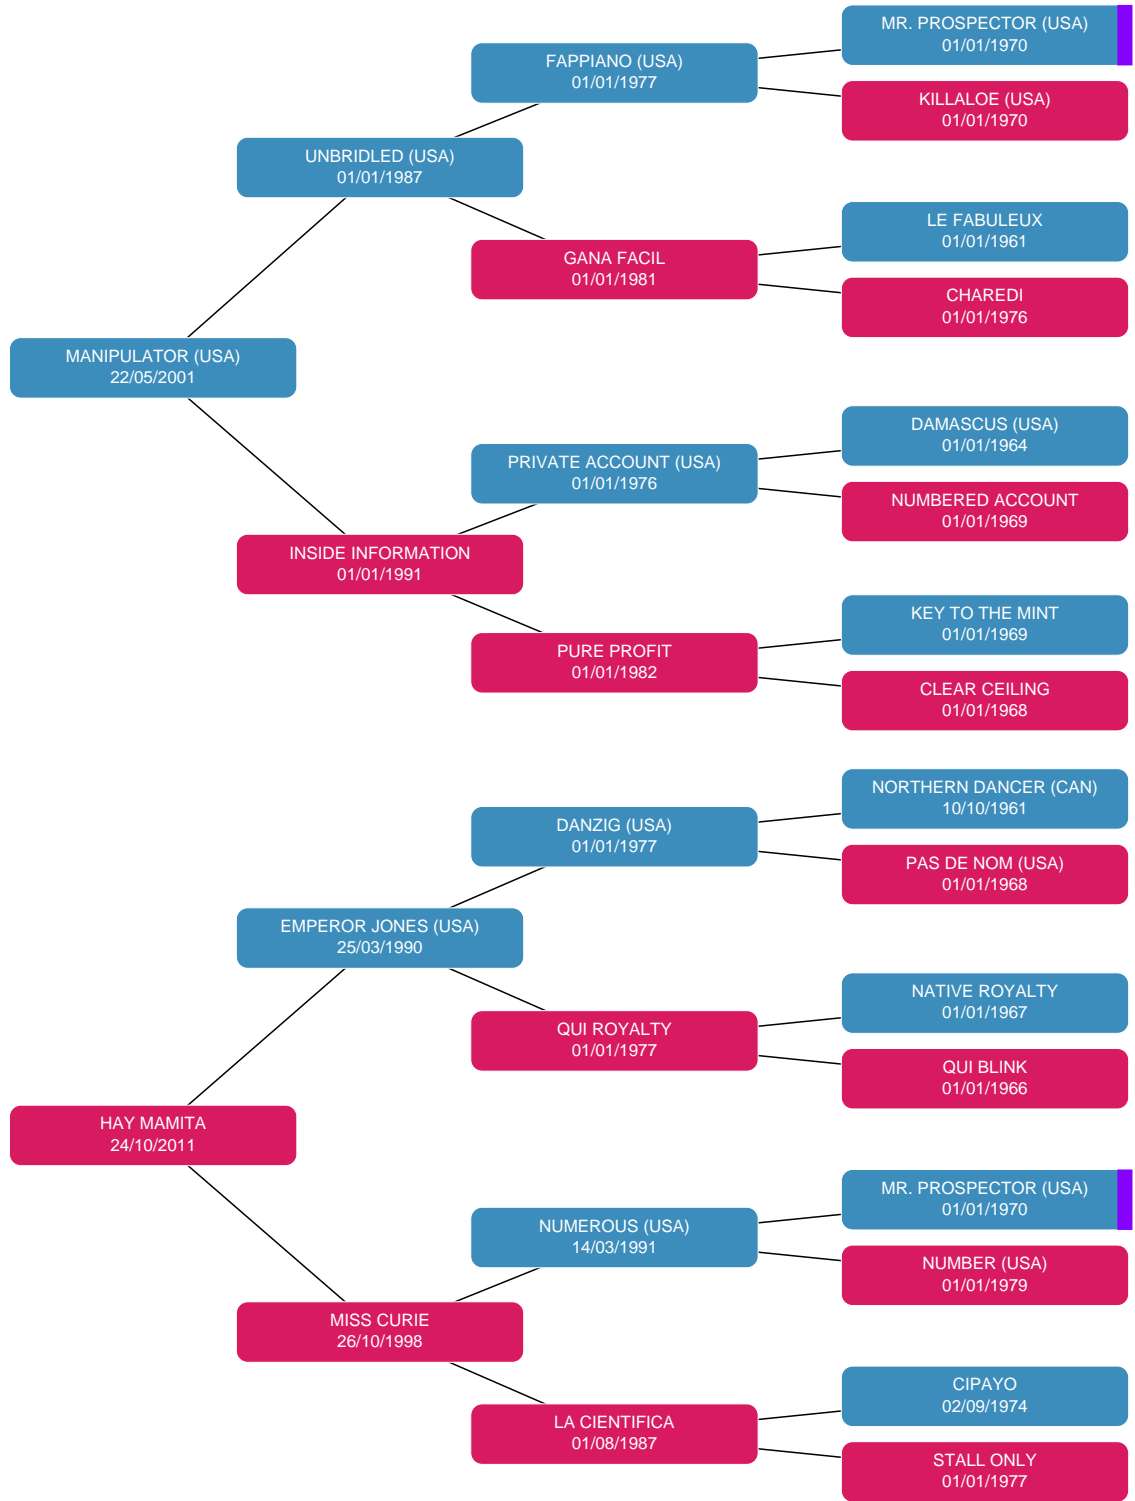 MR. PROSPECTOR (USA)
01/01/1970
FAPPIANO (USA)
01/01/1977
KILLALOE (USA)
01/01/1970
UNBRIDLED (USA)
01/01/1987
LE FABULEUX
01/01/1961
GANA FACIL
01/01/1981
CHAREDI
01/01/1976
MANIPULATOR (USA)
22/05/2001
DAMASCUS (USA)
01/01/1964
PRIVATE ACCOUNT (USA)
01/01/1976
NUMBERED ACCOUNT
01/01/1969
INSIDE INFORMATION
01/01/1991
KEY TO THE MINT
01/01/1969
PURE PROFIT
01/01/1982
CLEAR CEILING
01/01/1968
NORTHERN DANCER (CAN)
10/10/1961
DANZIG (USA)
01/01/1977
PAS DE NOM (USA)
01/01/1968
EMPEROR JONES (USA)
25/03/1990
NATIVE ROYALTY
01/01/1967
QUI ROYALTY
01/01/1977
QUI BLINK
01/01/1966
HAY MAMITA
24/10/2011
MR. PROSPECTOR (USA)
01/01/1970
NUMEROUS (USA)
14/03/1991
NUMBER (USA)
01/01/1979
MISS CURIE
26/10/1998
CIPAYO
02/09/1974
LA CIENTIFICA
01/08/1987
STALL ONLY
01/01/1977